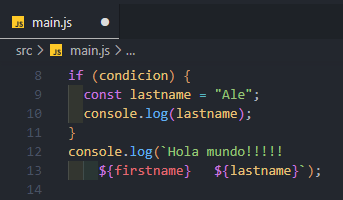 JS main.js
src > JS main.js > ...
8 if (condicion) {
9 const lastname = "Ale";
10 console.log(lastname);
11 }
12 console.log(`Hola mundo!!!!!
13 ${firstname} ${lastname}`);
14